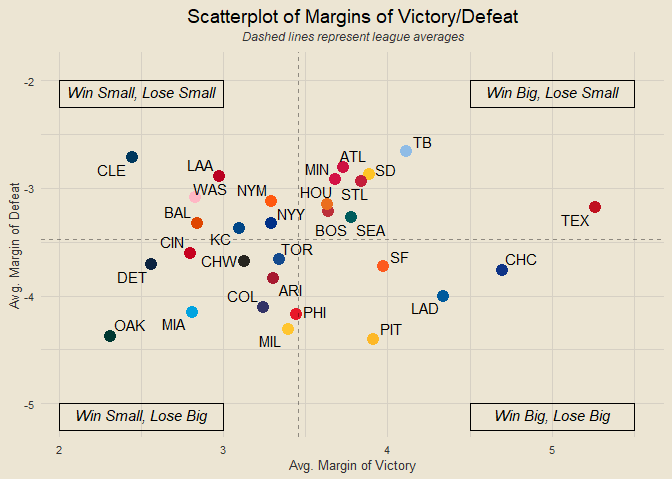 Scatterplot of Margins of Victory/Defeat
Dashed lines represent league averages
-2
Win Small, Lose Small
Win Big, Lose Small
TB
ATL
CLE
LAA
MIN
SD
-3
WAS
NYM
HOU
STL
BAL
NYY
TEX
KC
BOS
SEA
CIN
TOR
CHW
SF
CHC
DET
ARI
-4
COL
LAD
MIA
OAK
PHI
PIT
MIL
-5
Win Small, Lose Big
Win Big, Lose Big
2
3
4
5
Avg. Margin of Victory
Avg. Margin of Defeat